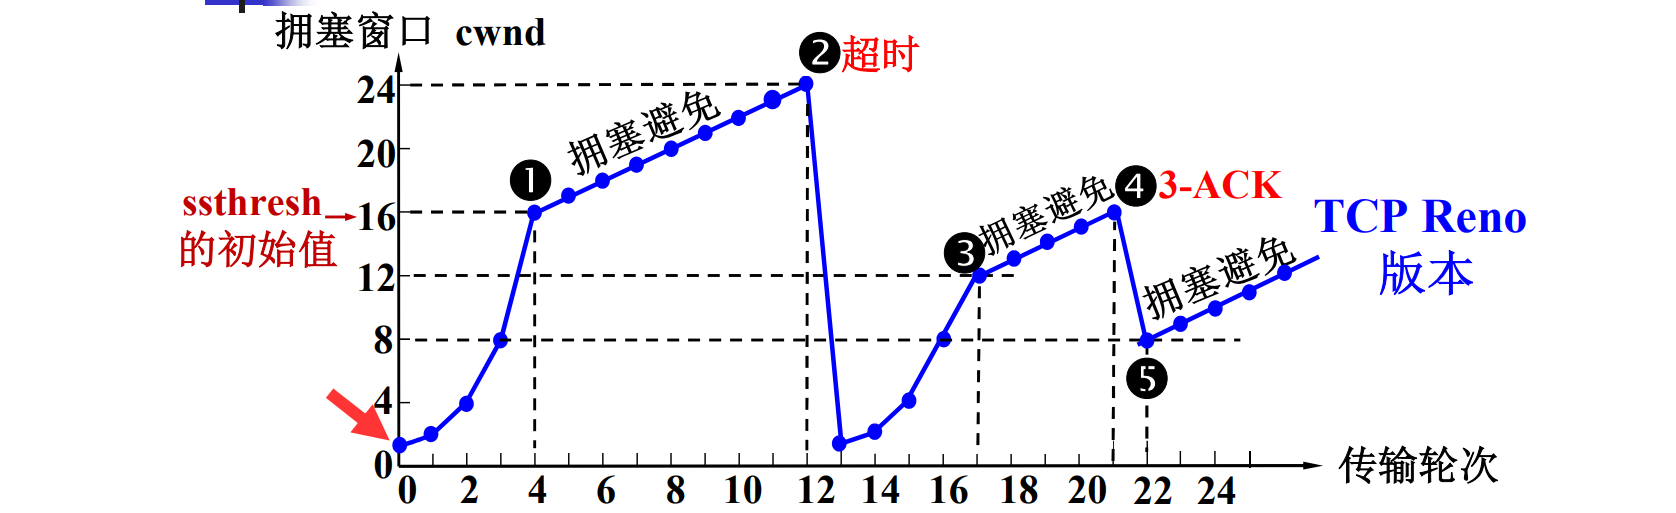 拥塞窗口 cwnd
❷超时
24
拥塞避免
20
❶
❹3-ACK
拥塞避免
ssthresh
的初始值
16
TCP Reno
版本
❸
12
拥塞避免
8
❺
4
0
传输轮次
0 2 4 6 8 10 12 14 16 18 20 22 24